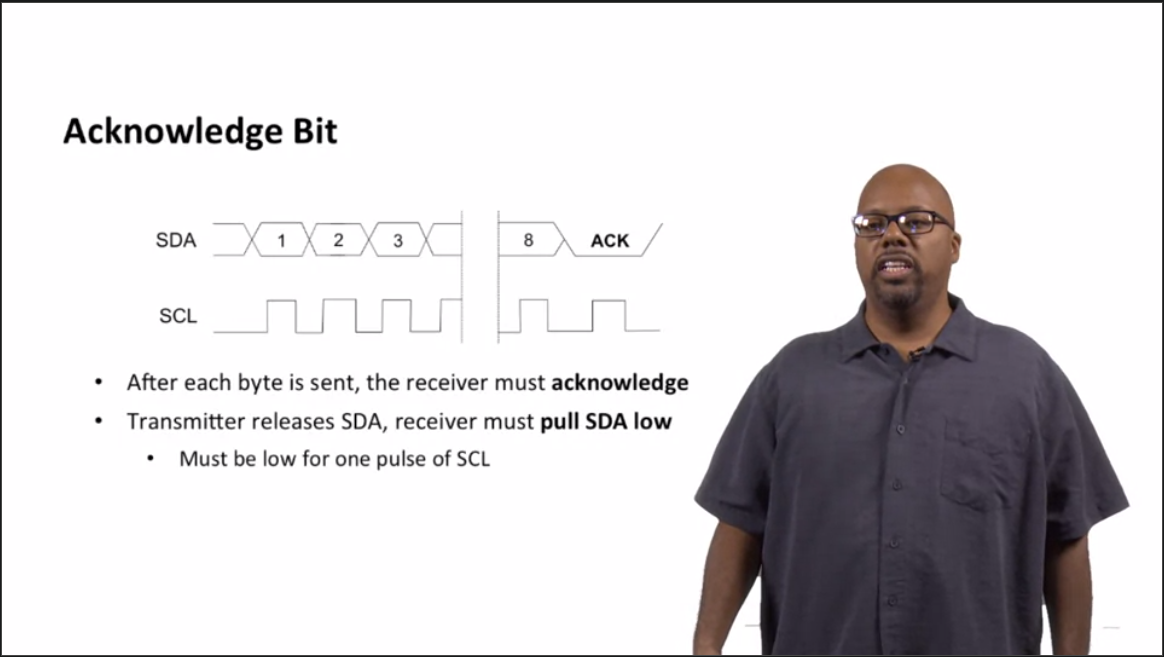 Acknowledge Bit
SDA 1 2 3 8 ACK
SCL
• After each byte is sent, the receiver must acknowledge
• Transmitter releases SDA, receiver must pull SDA low
• Must be low for one pulse of SCL